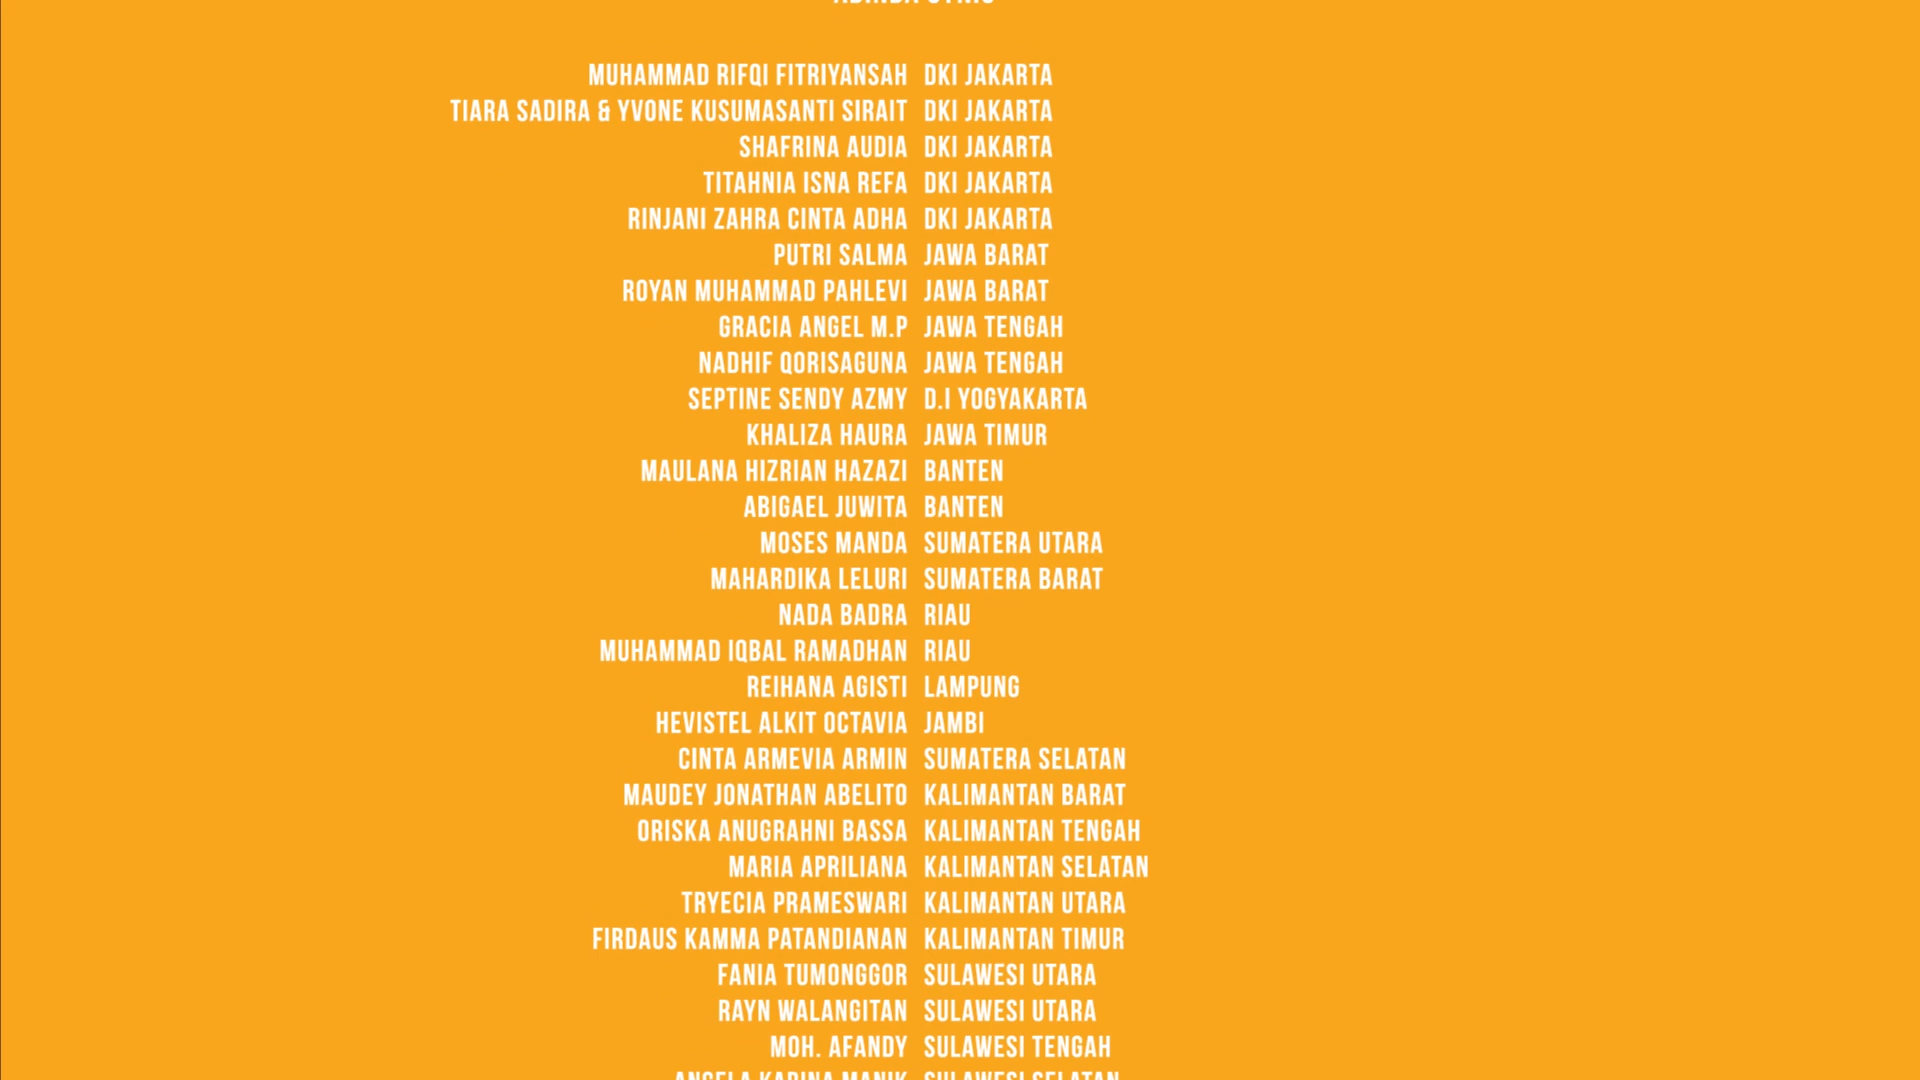 MUHAMMAD RIFQI FITRIYANSAH DKI JAKARTA
TIARA SADIRA & YVONE KUSUMASANTI SIRAIT DKI JAKARTA
SHAFRINA AUDIA DKI JAKARTA
TITAHNIA ISNA REFA DKI JAKARTA
RINJANI ZAHRA CINTA ADHA DKI JAKARTA
PUTRI SALMA JAWA BARAT
ROYAN MUHAMMAD PAHLEVI JAWA BARAT
GRACIA ANGEL M.P JAWA TENGAH
NADHIF QORISAGUNA JAWA TENGAH
SEPTINE SENDY AZMY D.I YOGYAKARTA
KHALIZA HAURA JAWA TIMUR
MAULANA HIZRIAN HAZAZI BANTEN
ABIGAEL JUWITA BANTEN
MOSES MANDA SUMATERA UTARA
MAHARDIKA LELURI SUMATERA BARAT
NADA BADRA RIAU
MUHAMMAD IQBAL RAMADHAN RIAU
REIHANA AGISTI LAMPUNG
HEVISTEL ALKIT OCTAVIA JAMBI
CINTA ARMEVIA ARMIN SUMATERA SELATAN
MAUDEY JONATHAN ABELITO KALIMANTAN BARAT
ORISKA ANUGRAHNI BASSA KALIMANTAN TENGAH
MARIA APRILIANA KALIMANTAN SELATAN
TRYECIA PRAMESWARI KALIMANTAN UTARA
FIRDAUS KAMMA PATANDIANAN KALIMANTAN TIMUR
FANIA TUMONGGOR SULAWESI UTARA
RAYN WALANGITAN SULAWESI UTARA
MOH. AFANDY SULAWESI TENGAH
SULAWESI SELATAN